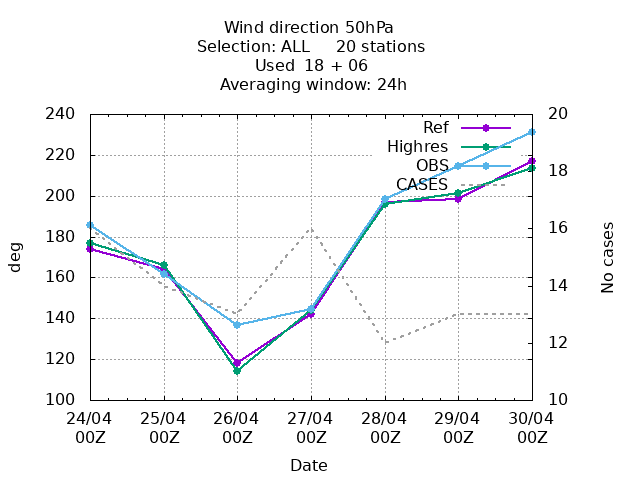 Wind direction 50hPa
Selection: ALL 20 stations
Used 18 + 06
Averaging window: 24h
240
220
200
180
160
140
120
100
deg
20
18
16
14
12
10
No cases
Ref
Highres
OBS
CASES
24/04 25/04 26/04 27/04 28/04 29/04 30/04
00Z 00Z 00Z 00Z 00Z 00Z 00Z
Date